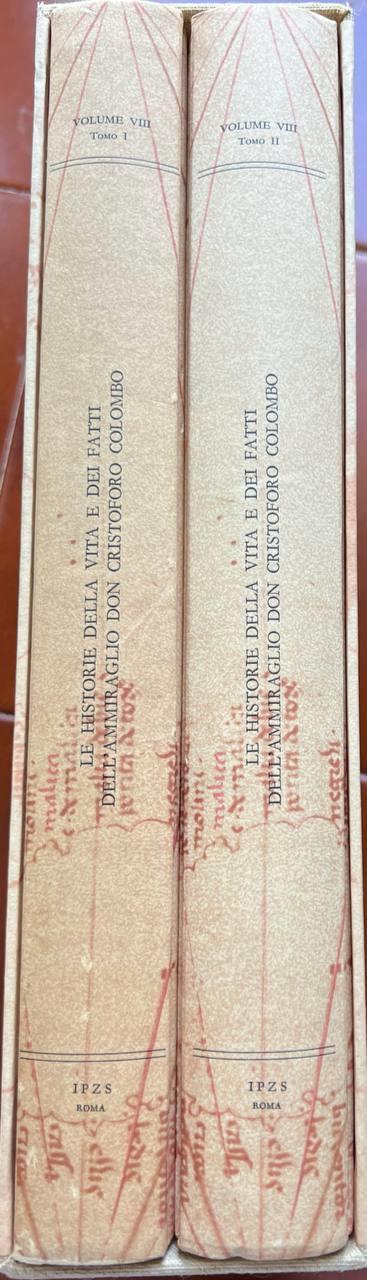 VOLUME VIII
TOMO I
LE HISTORIE DELLA VITA E DEI FATTI
DELL'AMMIRAGLIO DON CRISTOFORO COLOMBO
IPZS
ROMA
VOLUME VIII
TOMO II
LE HISTORIE DELLA VITA E DEI FATTI
DELL'AMMIRAGLIO DON CRISTOFORO COLOMBO
IPZS
ROMA